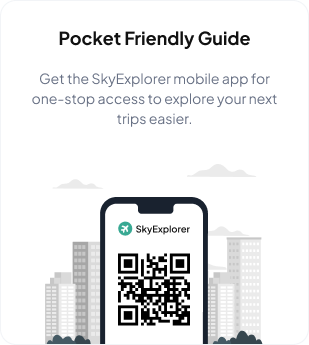 Pocket Friendly Guide
Get the SkyExplorer mobile app for
one-stop access to explore your next
trips easier.
SkyExplorer